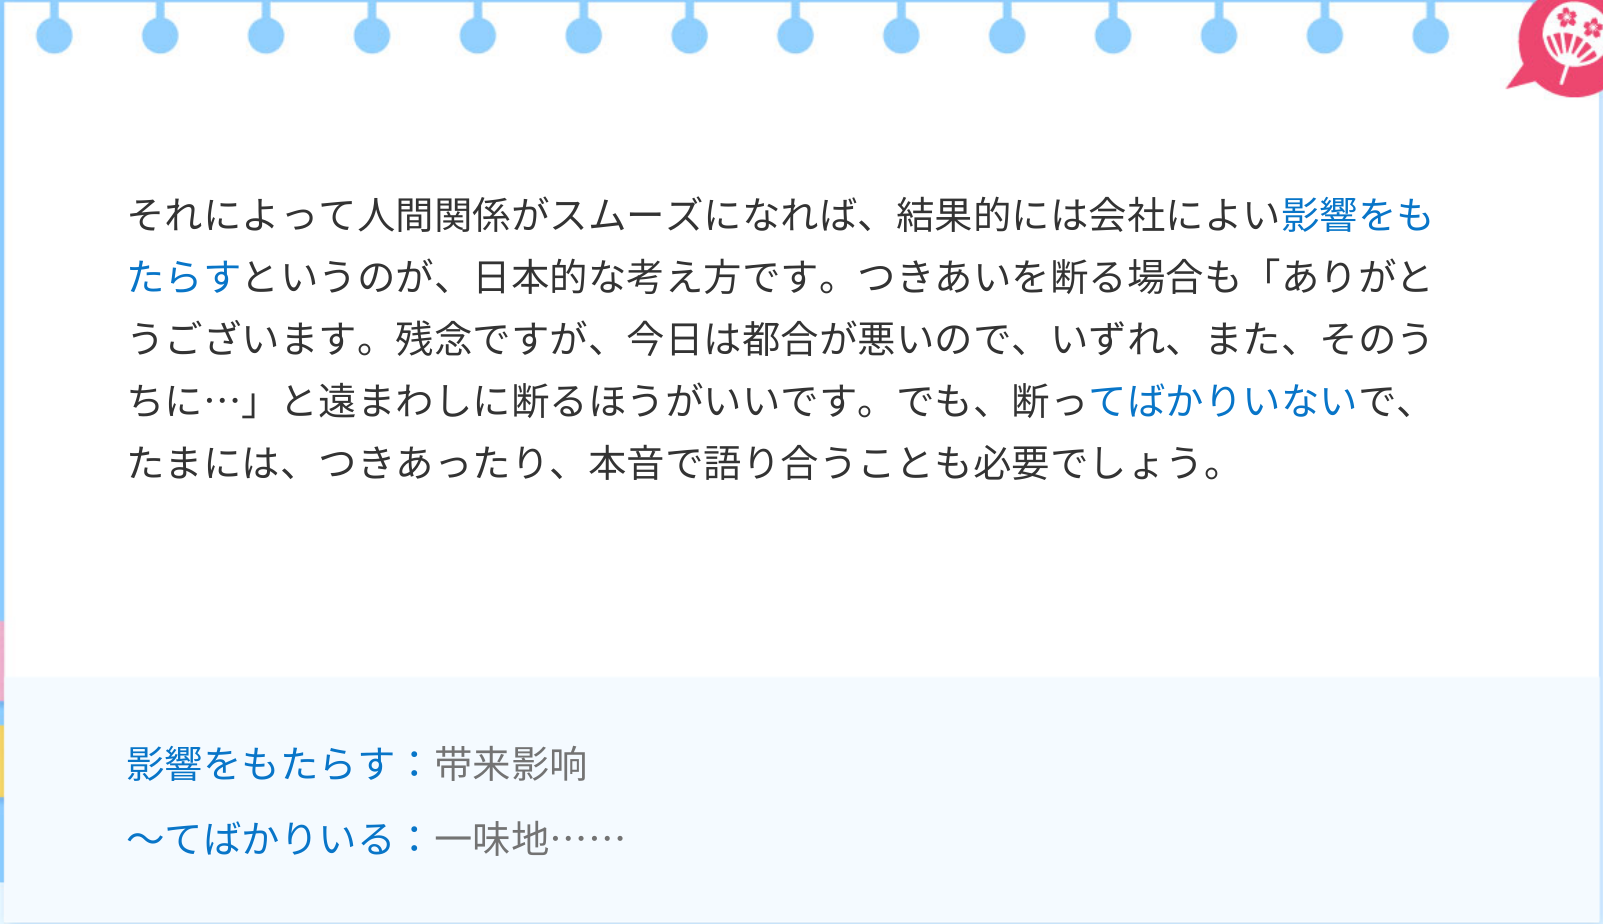 それによって人間関係がスムーズになれば、結果的には会社によい影響をも
たらすというのが、日本的な考え方です。つきあいを断る場合も「ありがと
うございます。残念ですが、今日は都合が悪いので、いずれ、また、そのう
ちに…」と遠まわしに断るほうがいいです。でも、断ってばかりいないで、
たまには、つきあったり、本音で語り合うことも必要でしょう。
影響をもたらす：带来影响
～てばかりいる：一味地……